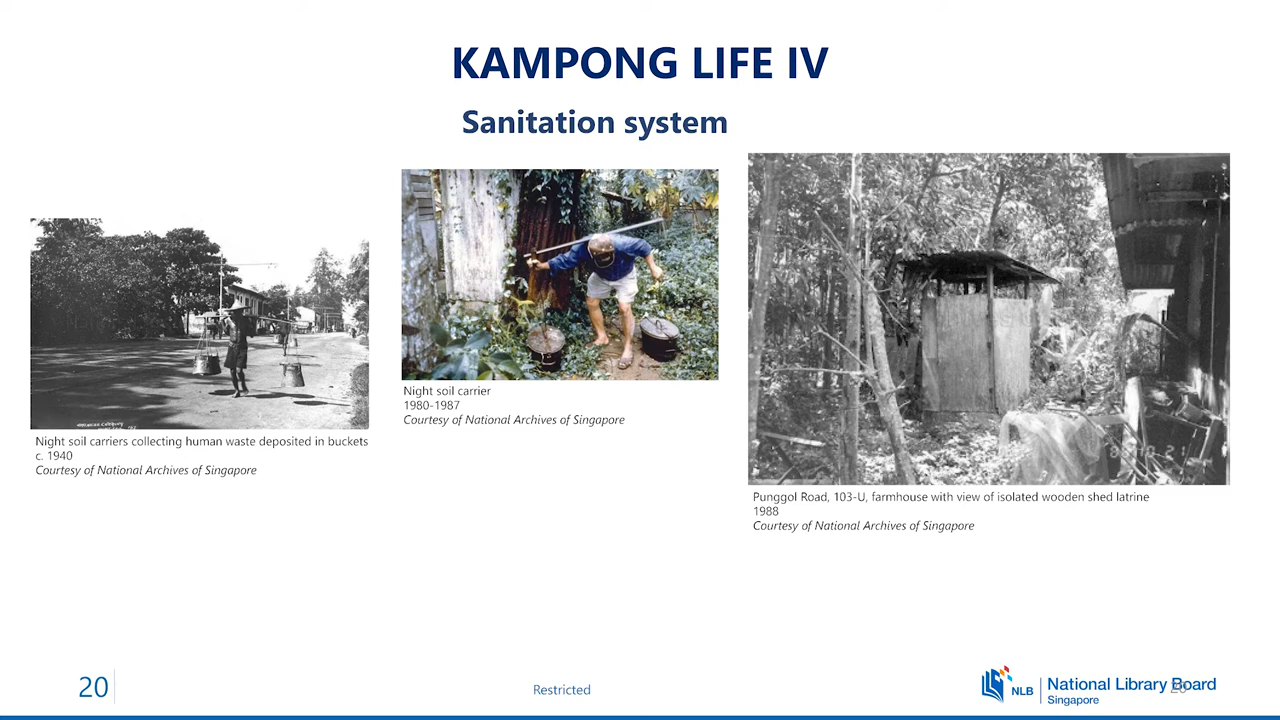 KAMPONG LIFE IV
Sanitation system
Night soil carriers collecting human waste deposited in buckets
c. 1940
Courtesy of National Archives of Singapore
Night soil carrier
1980-1987
Courtesy of National Archives of Singapore
Punggol Road, 103-U, farmhouse with view of isolated wooden shed latrine
1988
Courtesy of National Archives of Singapore
20
Restricted
NLB
National Library Board
Singapore